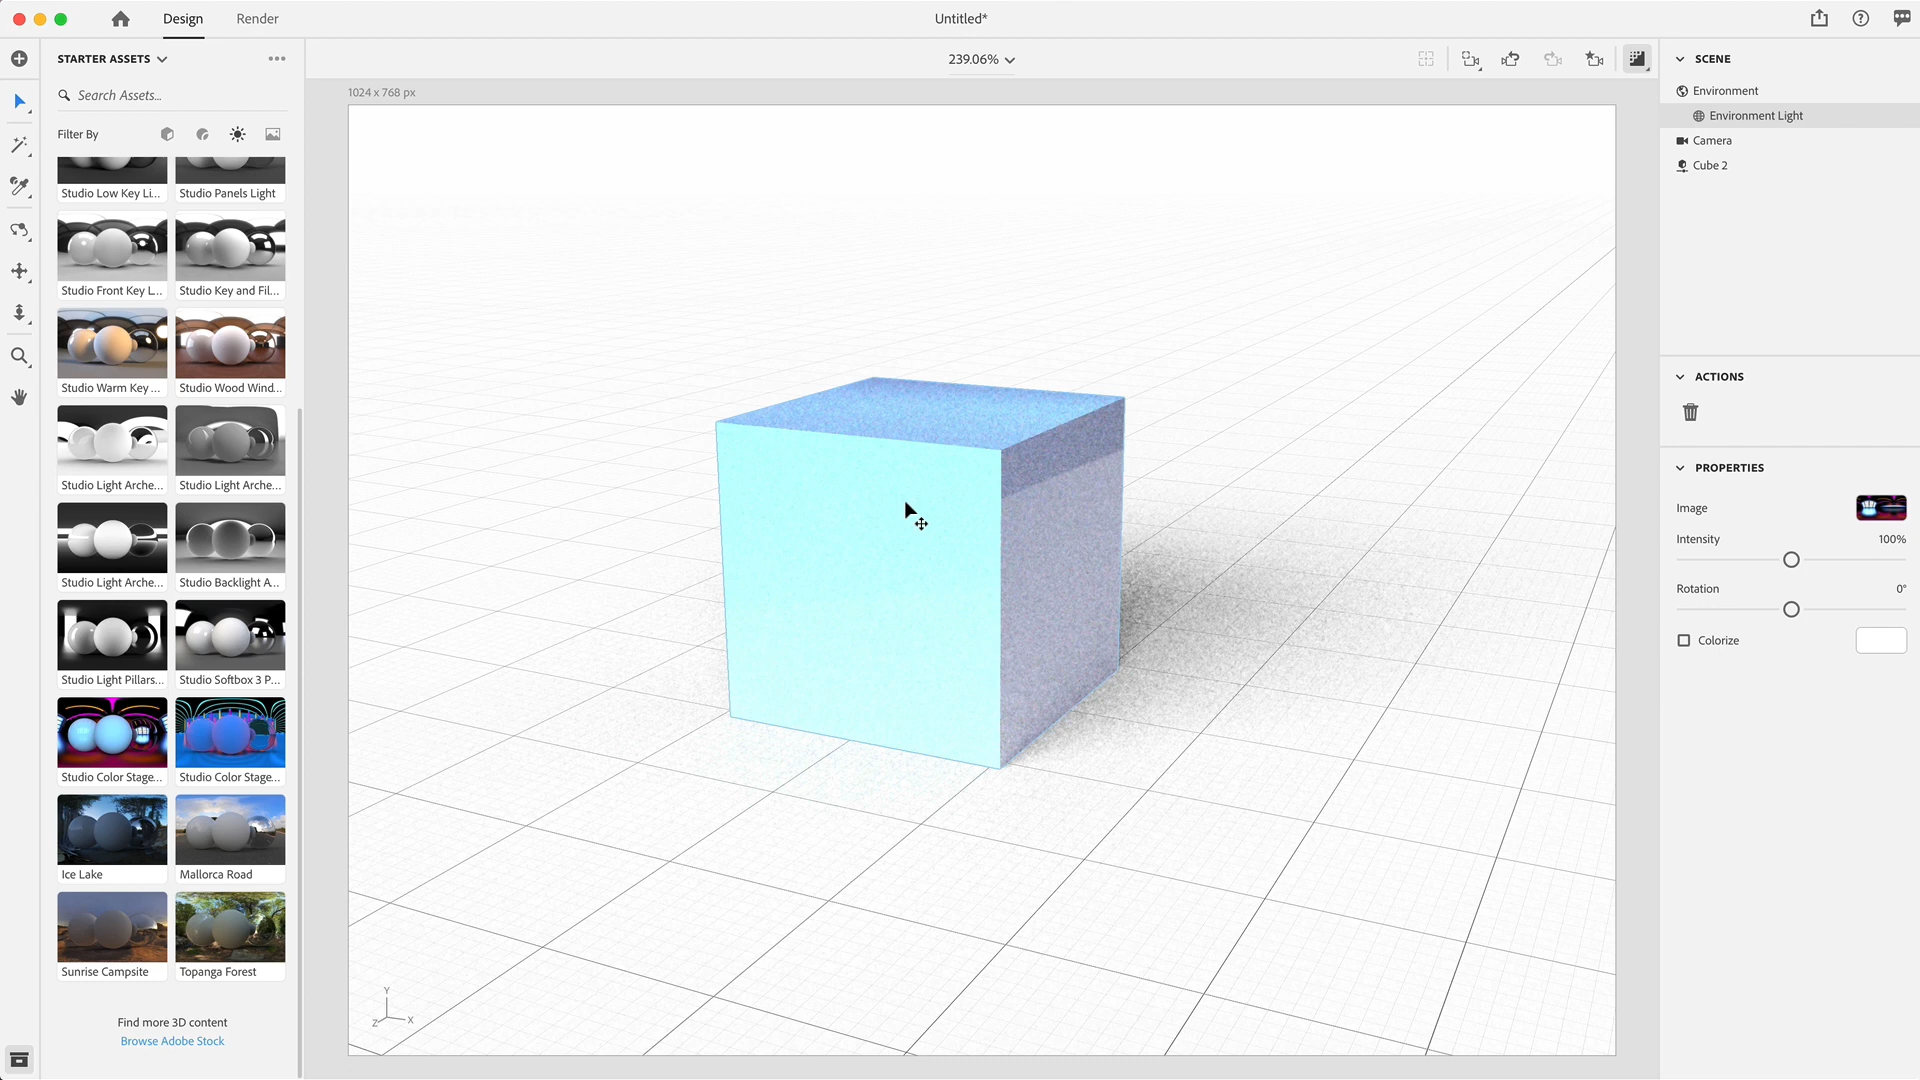 Design
Render
Untitled*
STARTER ASSETS
239.06%
SCENE
Search Assets...
1024 x 768 px
Environment
Environment Light
Filter By
Camera
Cube 2
Studio Low Key Li...
Studio Panels Light
Studio Front Key L...
Studio Key and Fil...
Studio Warm Key ...
Studio Wood Wind...
ACTIONS
PROPERTIES
Studio Light Arche...
Studio Light Arche...
Image
Intensity
100%
Studio Light Arche...
Studio Backlight A...
Rotation
0°
Colorize
Studio Light Pillars...
Studio Softbox 3 P...
Studio Color Stage...
Studio Color Stage...
Ice Lake
Mallorca Road
Sunrise Campsite
Topanga Forest
Y
Z
X
Find more 3D content
Browse Adobe Stock